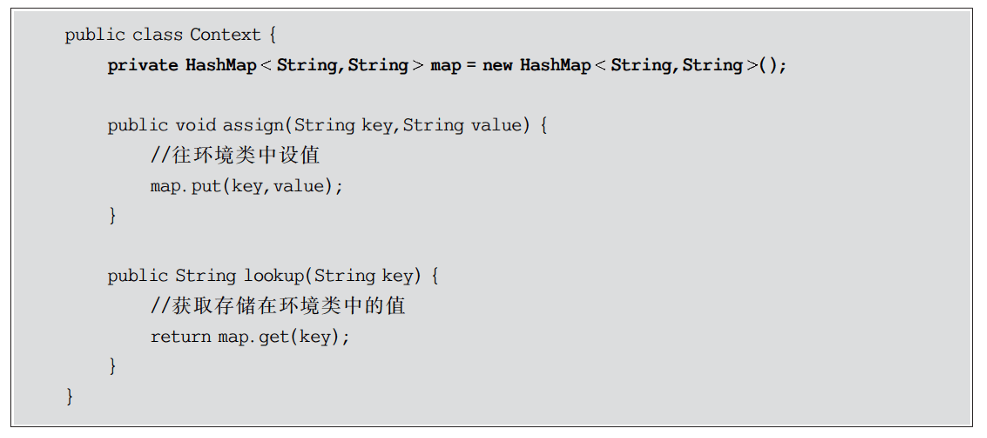 public class Context {
private HashMap<String,String> map = new HashMap<String,String>();
public void assign(String key,String value) {
//往环境类中设值
map.put(key,value);
}
public String lookup(String key) {
//获取存储在环境类中的值
return map.get(key);
}
}